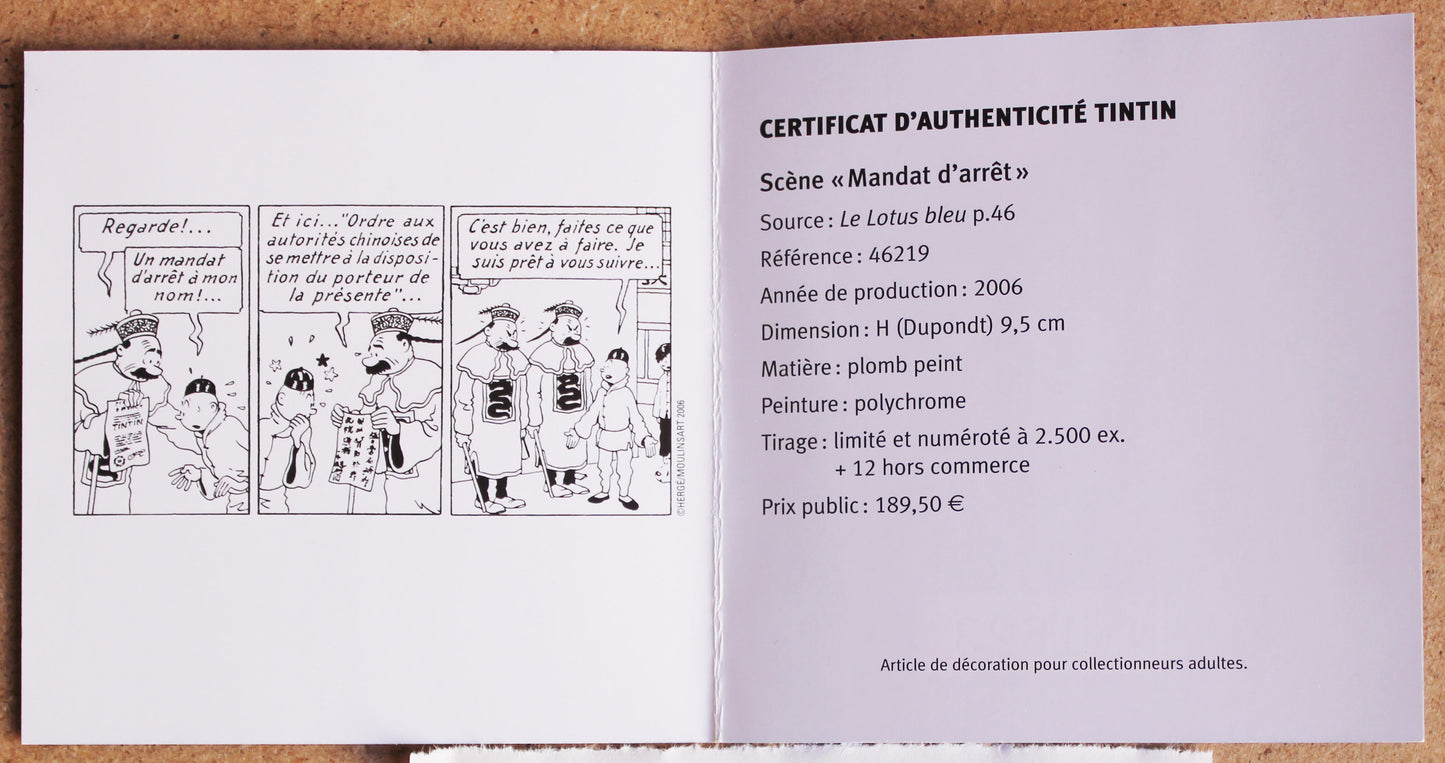 Regarde!...
Un mandat
d'arrêt à mon
nom!...
TINTIN
Et ici..."Ordre aux
autorités chinoises de
se mettre à la disposi-
tion du porteur de
la présente"...
C'est bien, faites ce que
vous avez à faire. Je
suis prêt à vous suivre...
©HERGÉ/MOULINSART 2006
CERTIFICAT D'AUTHENTICITÉ TINTIN
Scène «Mandat d'arrêt»
Source : Le Lotus bleu p.46
Référence : 46219
Année de production : 2006
Dimension : H (Dupondt) 9,5 cm
Matière : plomb peint
Peinture : polychrome
Tirage : limité et numéroté à 2.500 ex.
+ 12 hors commerce
Prix public : 189,50 €
Article de décoration pour collectionneurs adultes.